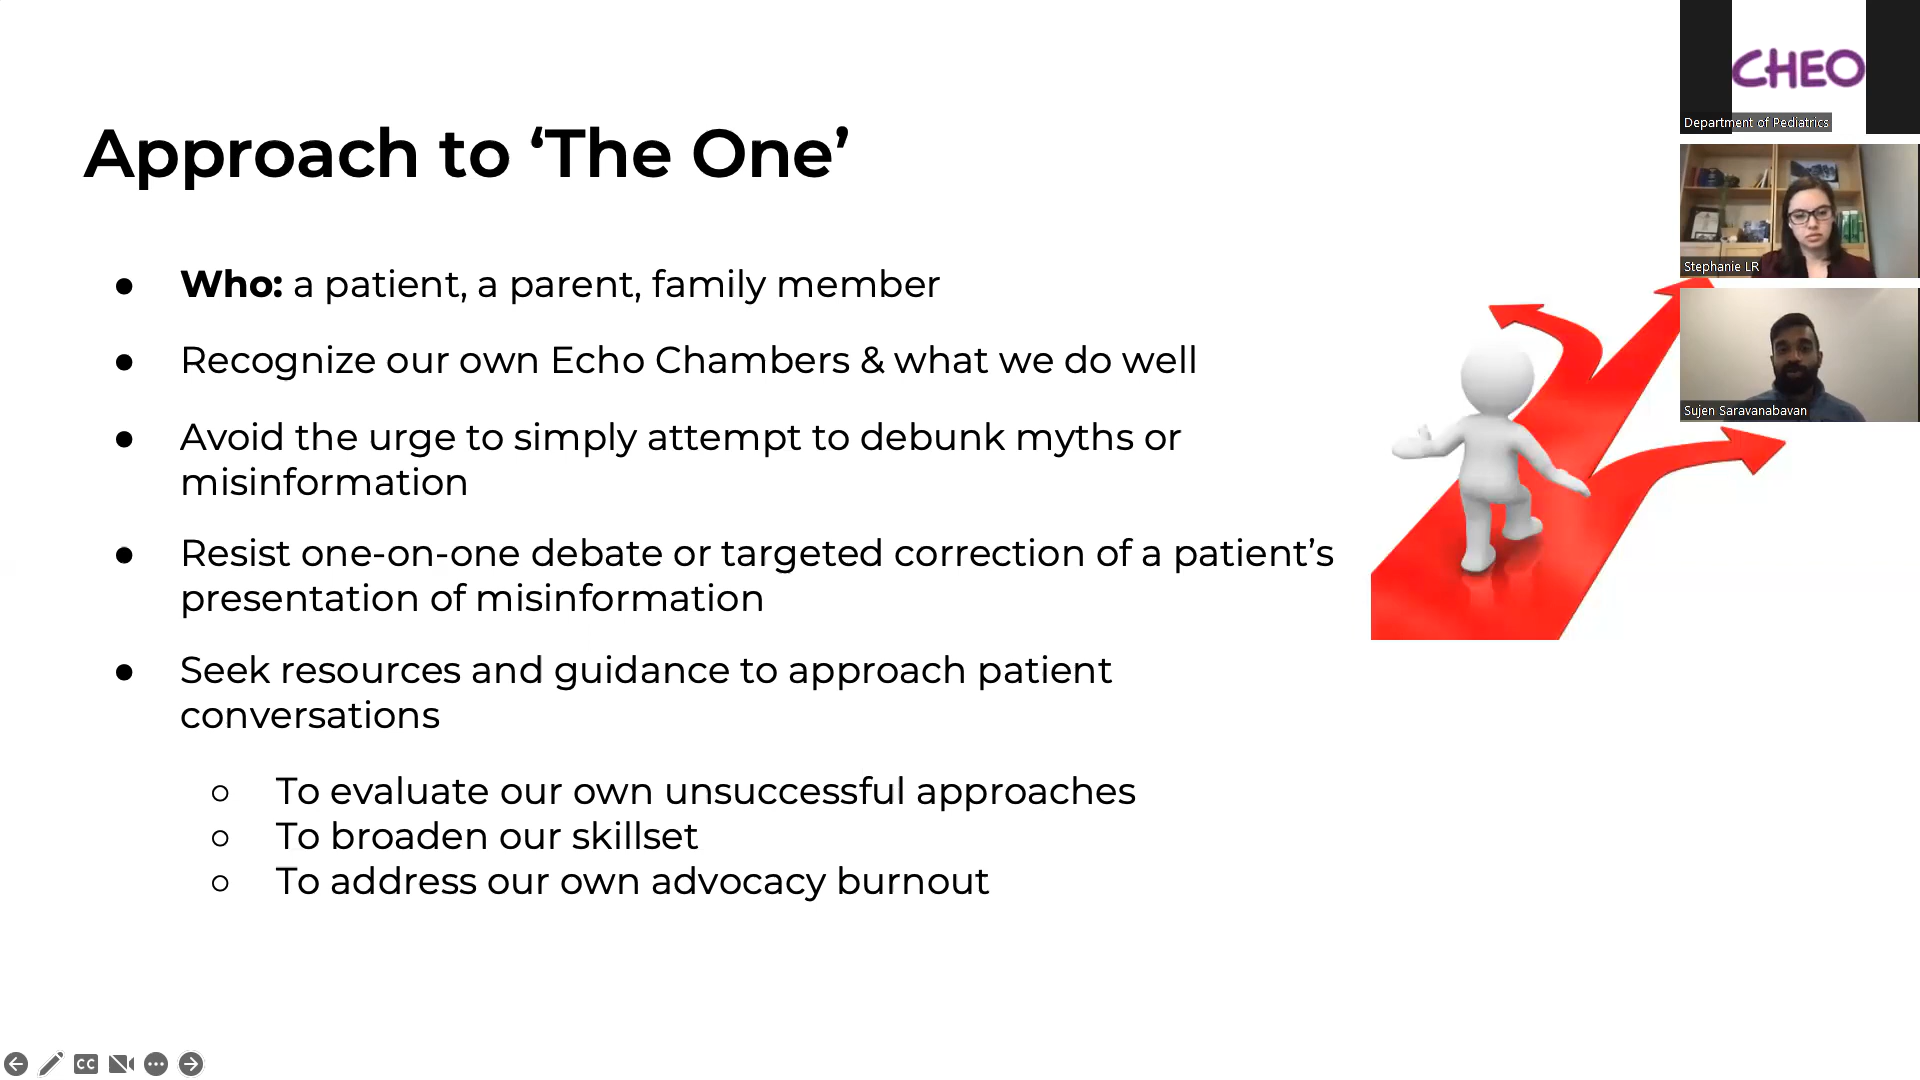 Approach to ‘The One’
● Who: a patient, a parent, family member
● Recognize our own Echo Chambers & what we do well
● Avoid the urge to simply attempt to debunk myths or
misinformation
● Resist one-on-one debate or targeted correction of a patient’s
presentation of misinformation
● Seek resources and guidance to approach patient
conversations
○ To evaluate our own unsuccessful approaches
○ To broaden our skillset
○ To address our own advocacy burnout
CHEO
Department of Pediatrics
Stephanie LR
Sujen Saravanabavan
CC